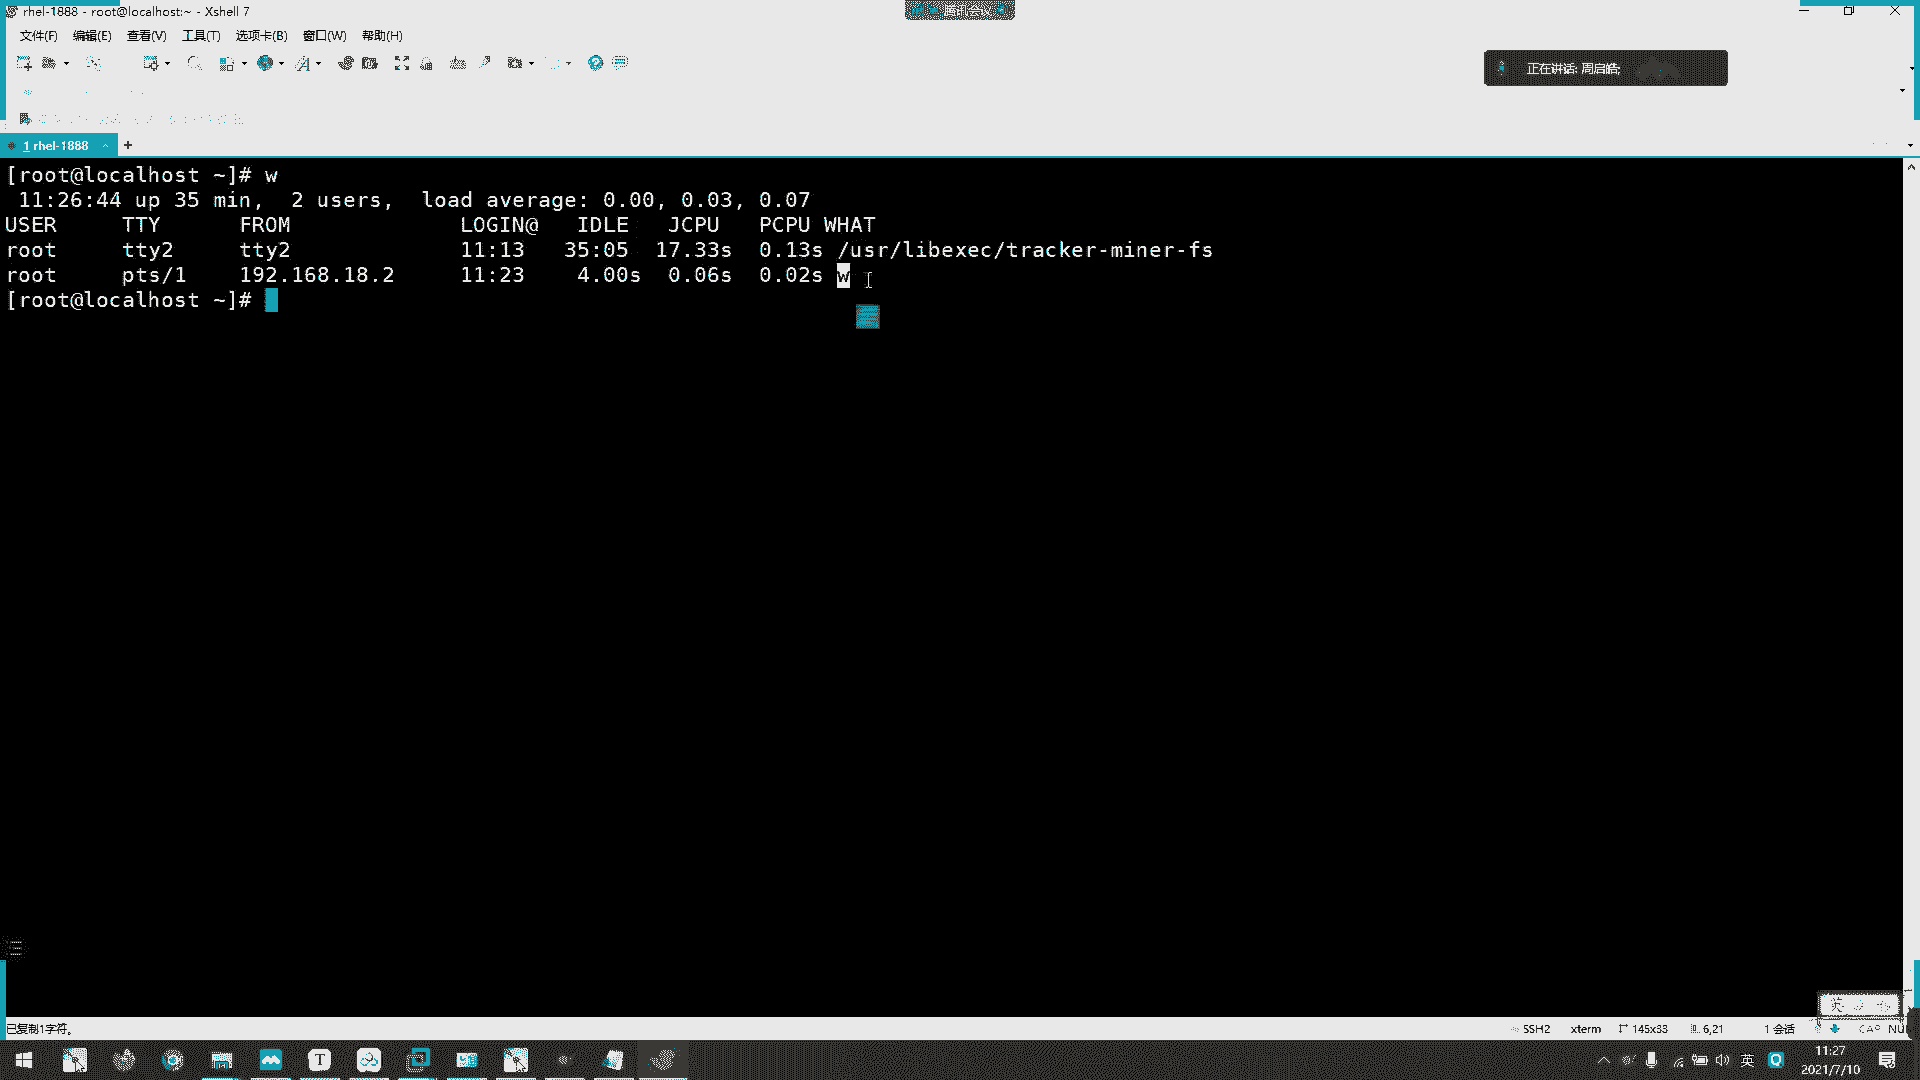 rhel-1888 - root@localhost:~ - Xshell 7
文件(F) 编辑(E) 查看(V) 工具(T) 选项卡(B) 窗口(W) 帮助(H)
正在讲话: 周启皓;
1 rhel-1888
[root@localhost ~]# w
 11:26:44 up 35 min,  2 users,  load average: 0.00, 0.03, 0.07
USER     TTY      FROM             LOGIN@   IDLE   JCPU   PCPU WHAT
root     tty2     tty2             11:13   35:05  17.33s  0.13s /usr/libexec/tracker-miner-fs
root     pts/1    192.168.18.2     11:23    4.00s  0.06s  0.02s w
[root@localhost ~]#
英
已复制1字符。 SSH2 xterm 145x33 6,21 1 会话 CAP NUM
英 11:27
2021/7/10